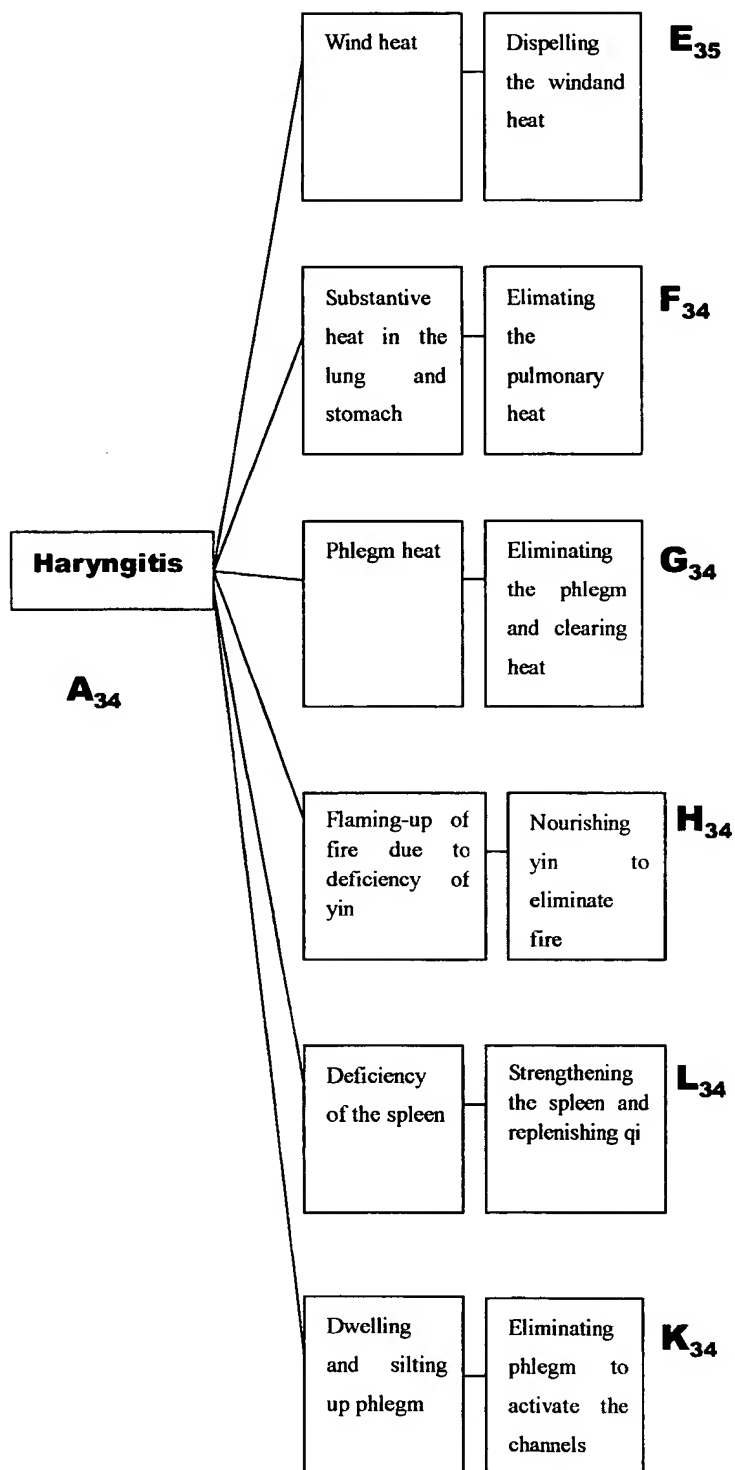 Wind heat
Dispelling
the windand
heat
E35
Substantive
heat in the
lung and
stomach
Elimating
the
pulmonary
heat
F34
Haryngitis
A34
Phlegm heat
Eliminating
the phlegm
and clearing
heat
G34
Flaming-up of
fire due to
deficiency of
yin
Nourishing
yin to
eliminate
fire
H34
Deficiency
of the spleen
Strengthening
the spleen and
replenishing qi
L34
Dwelling
and silting
up phlegm
Eliminating
phlegm to
activate the
channels
K34